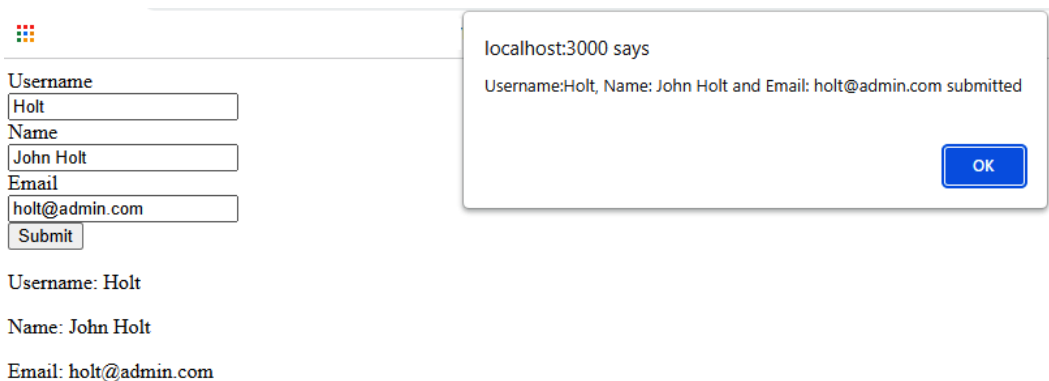 localhost:3000 says
Username:Holt, Name: John Holt and Email: holt@admin.com submitted
OK
Username
Holt
Name
John Holt
Email
holt@admin.com
Submit
Username: Holt
Name: John Holt
Email: holt@admin.com